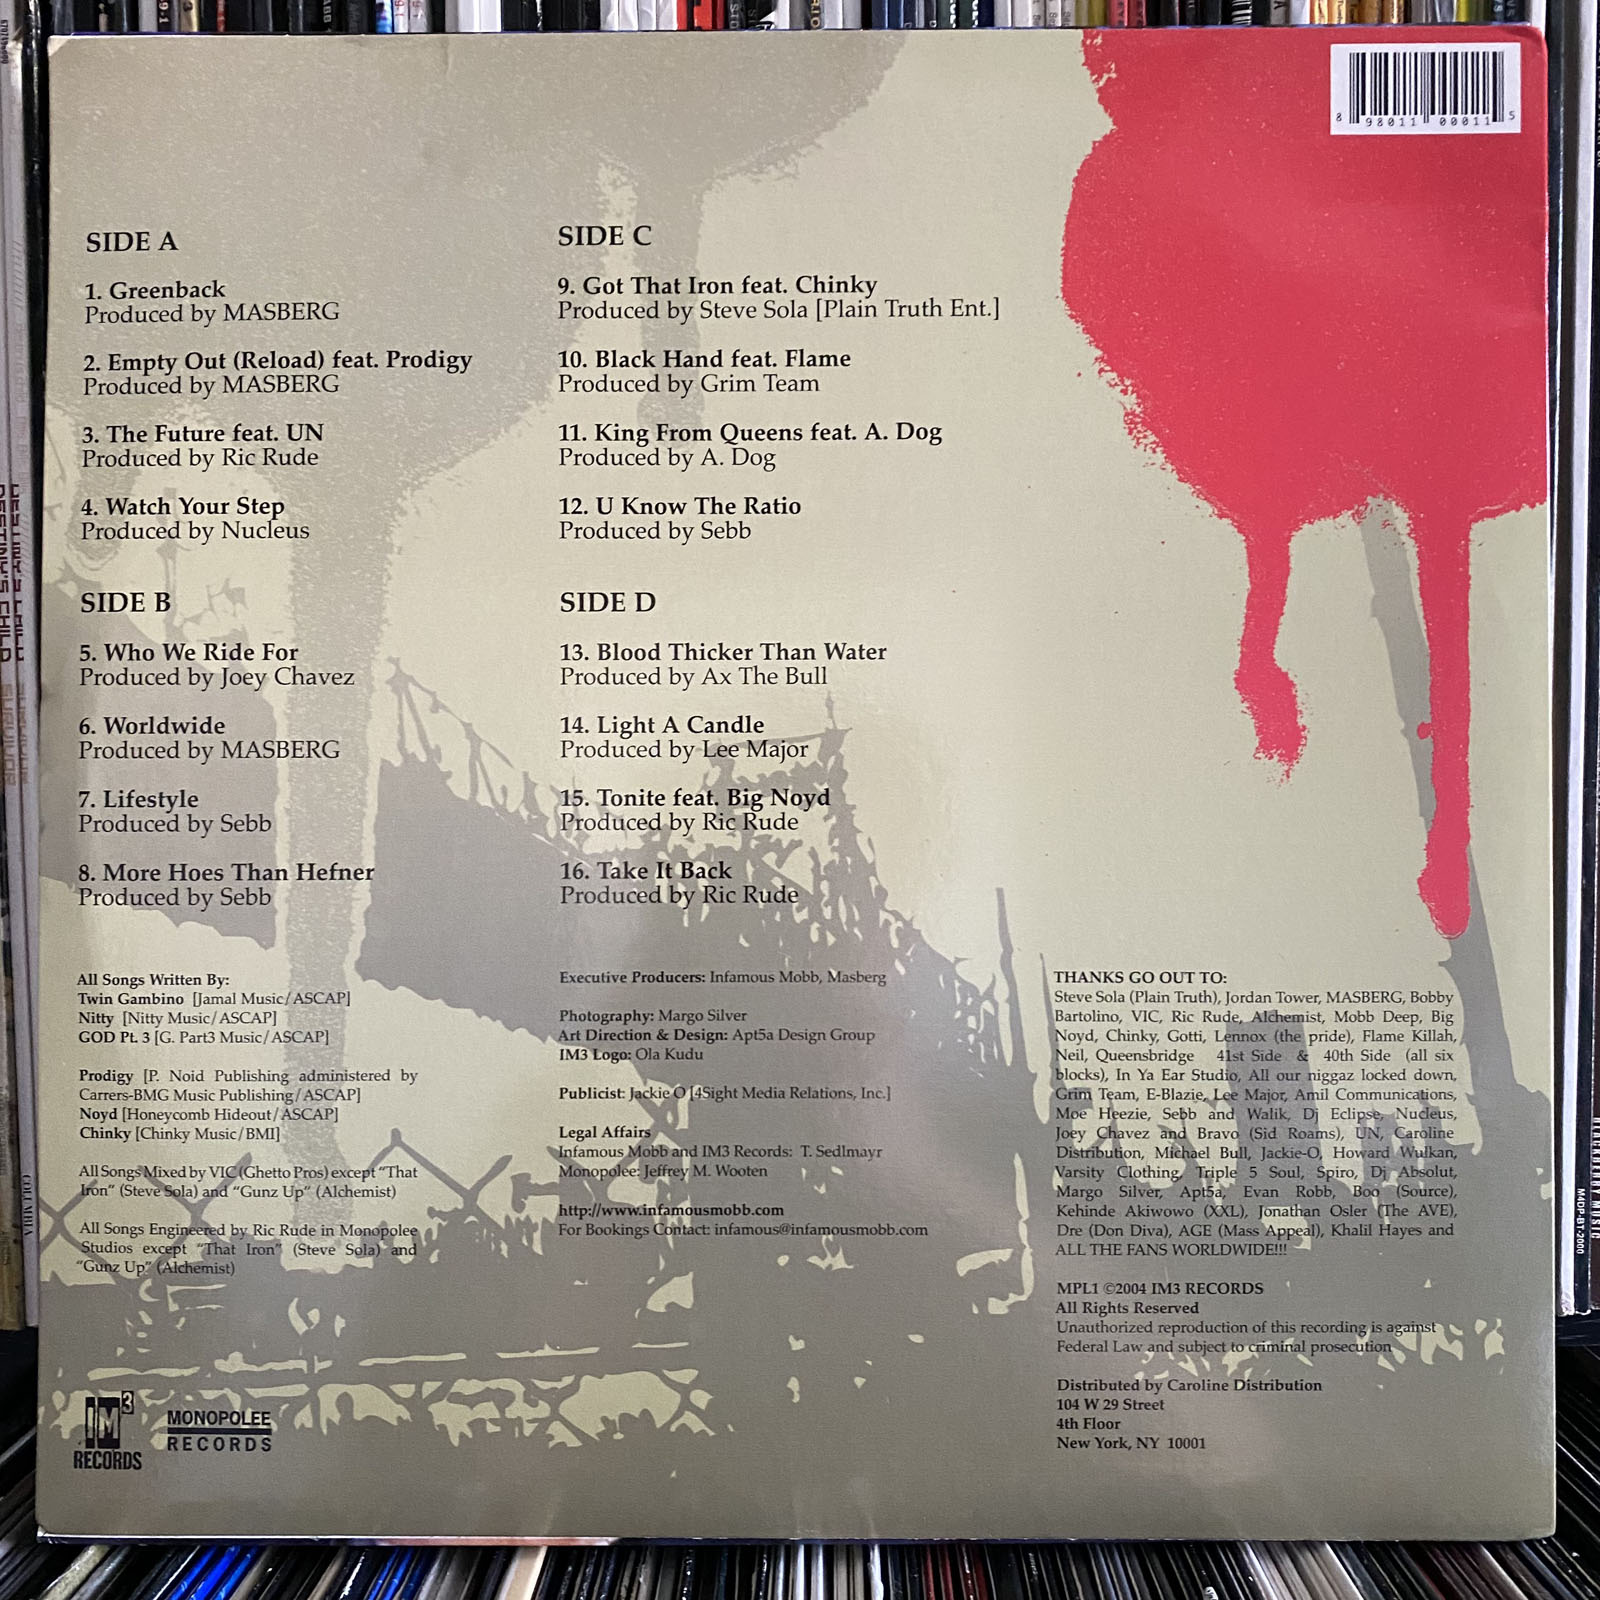 8 98011 00011 5
SIDE A
1. Greenback
Produced by MASBERG
2. Empty Out (Reload) feat. Prodigy
Produced by MASBERG
3. The Future feat. UN
Produced by Ric Rude
4. Watch Your Step
Produced by Nucleus
SIDE B
5. Who We Ride For
Produced by Joey Chavez
6. Worldwide
Produced by MASBERG
7. Lifestyle
Produced by Sebb
8. More Hoes Than Hefner
Produced by Sebb
SIDE C
9. Got That Iron feat. Chinky
Produced by Steve Sola [Plain Truth Ent.]
10. Black Hand feat. Flame
Produced by Grim Team
11. King From Queens feat. A. Dog
Produced by A. Dog
12. U Know The Ratio
Produced by Sebb
SIDE D
13. Blood Thicker Than Water
Produced by Ax The Bull
14. Light A Candle
Produced by Lee Major
15. Tonite feat. Big Noyd
Produced by Ric Rude
16. Take It Back
Produced by Ric Rude
All Songs Written By:
Twin Gambino [Jamal Music/ASCAP]
Nitty [Nitty Music/ASCAP]
GOD Pt. 3 [G. Part3 Music/ASCAP]
Prodigy [P. Noid Publishing administered by
Carrers-BMG Music Publishing/ASCAP]
Noyd [Honeycomb Hideout/ASCAP]
Chinky [Chinky Music/BMI]
All Songs Mixed by VIC (Ghetto Pros) except "That
Iron" (Steve Sola) and "Gunz Up" (Alchemist)
All Songs Engineered by Ric Rude in Monopolee
Studios except "That Iron" (Steve Sola) and
"Gunz Up" (Alchemist)
Executive Producers: Infamous Mobb, Masberg
Photography: Margo Silver
Art Direction & Design: Apt5a Design Group
IM3 Logo: Ola Kudu
Publicist: Jackie O [4Sight Media Relations, Inc.]
Legal Affairs
Infamous Mobb and IM3 Records: T. Sedlmayr
Monopolee: Jeffrey M. Wooten
http://www.infamousmobb.com
For Bookings Contact: infamous@infamousmobb.com
THANKS GO OUT TO:
Steve Sola (Plain Truth), Jordan Tower, MASBERG, Bobby
Bartolino, VIC, Ric Rude, Alchemist, Mobb Deep, Big
Noyd, Chinky, Gotti, Lennox (the pride), Flame Killah,
Neil, Queensbridge 41st Side & 40th Side (all six
blocks), In Ya Ear Studio, All our niggaz locked down,
Grim Team, E-Blazie, Lee Major, Amil Communications,
Moe Heezie, Sebb and Walik, Dj Eclipse, Nucleus,
Joey Chavez and Bravo (Sid Roams), UN, Caroline
Distribution, Michael Bull, Jackie-O, Howard Wulkan,
Varsity Clothing, Triple 5 Soul, Spiro, Dj Absolut,
Margo Silver, Apt5a, Evan Robb, Boo (Source),
Kehinde Akiwowo (XXL), Jonathan Osler (The AVE),
Dre (Don Diva), AGE (Mass Appeal), Khalil Hayes and
ALL THE FANS WORLDWIDE!!!
MPL1 ©2004 IM3 RECORDS
All Rights Reserved
Unauthorized reproduction of this recording is against
Federal Law and subject to criminal prosecution
Distributed by Caroline Distribution
104 W 29 Street
4th Floor
New York, NY 10001
IM3
RECORDS
MONOPOLEE
RECORDS
DESTINY'S CHILD SURVIVOR
COLUMBIA
M4DP-BT-2000